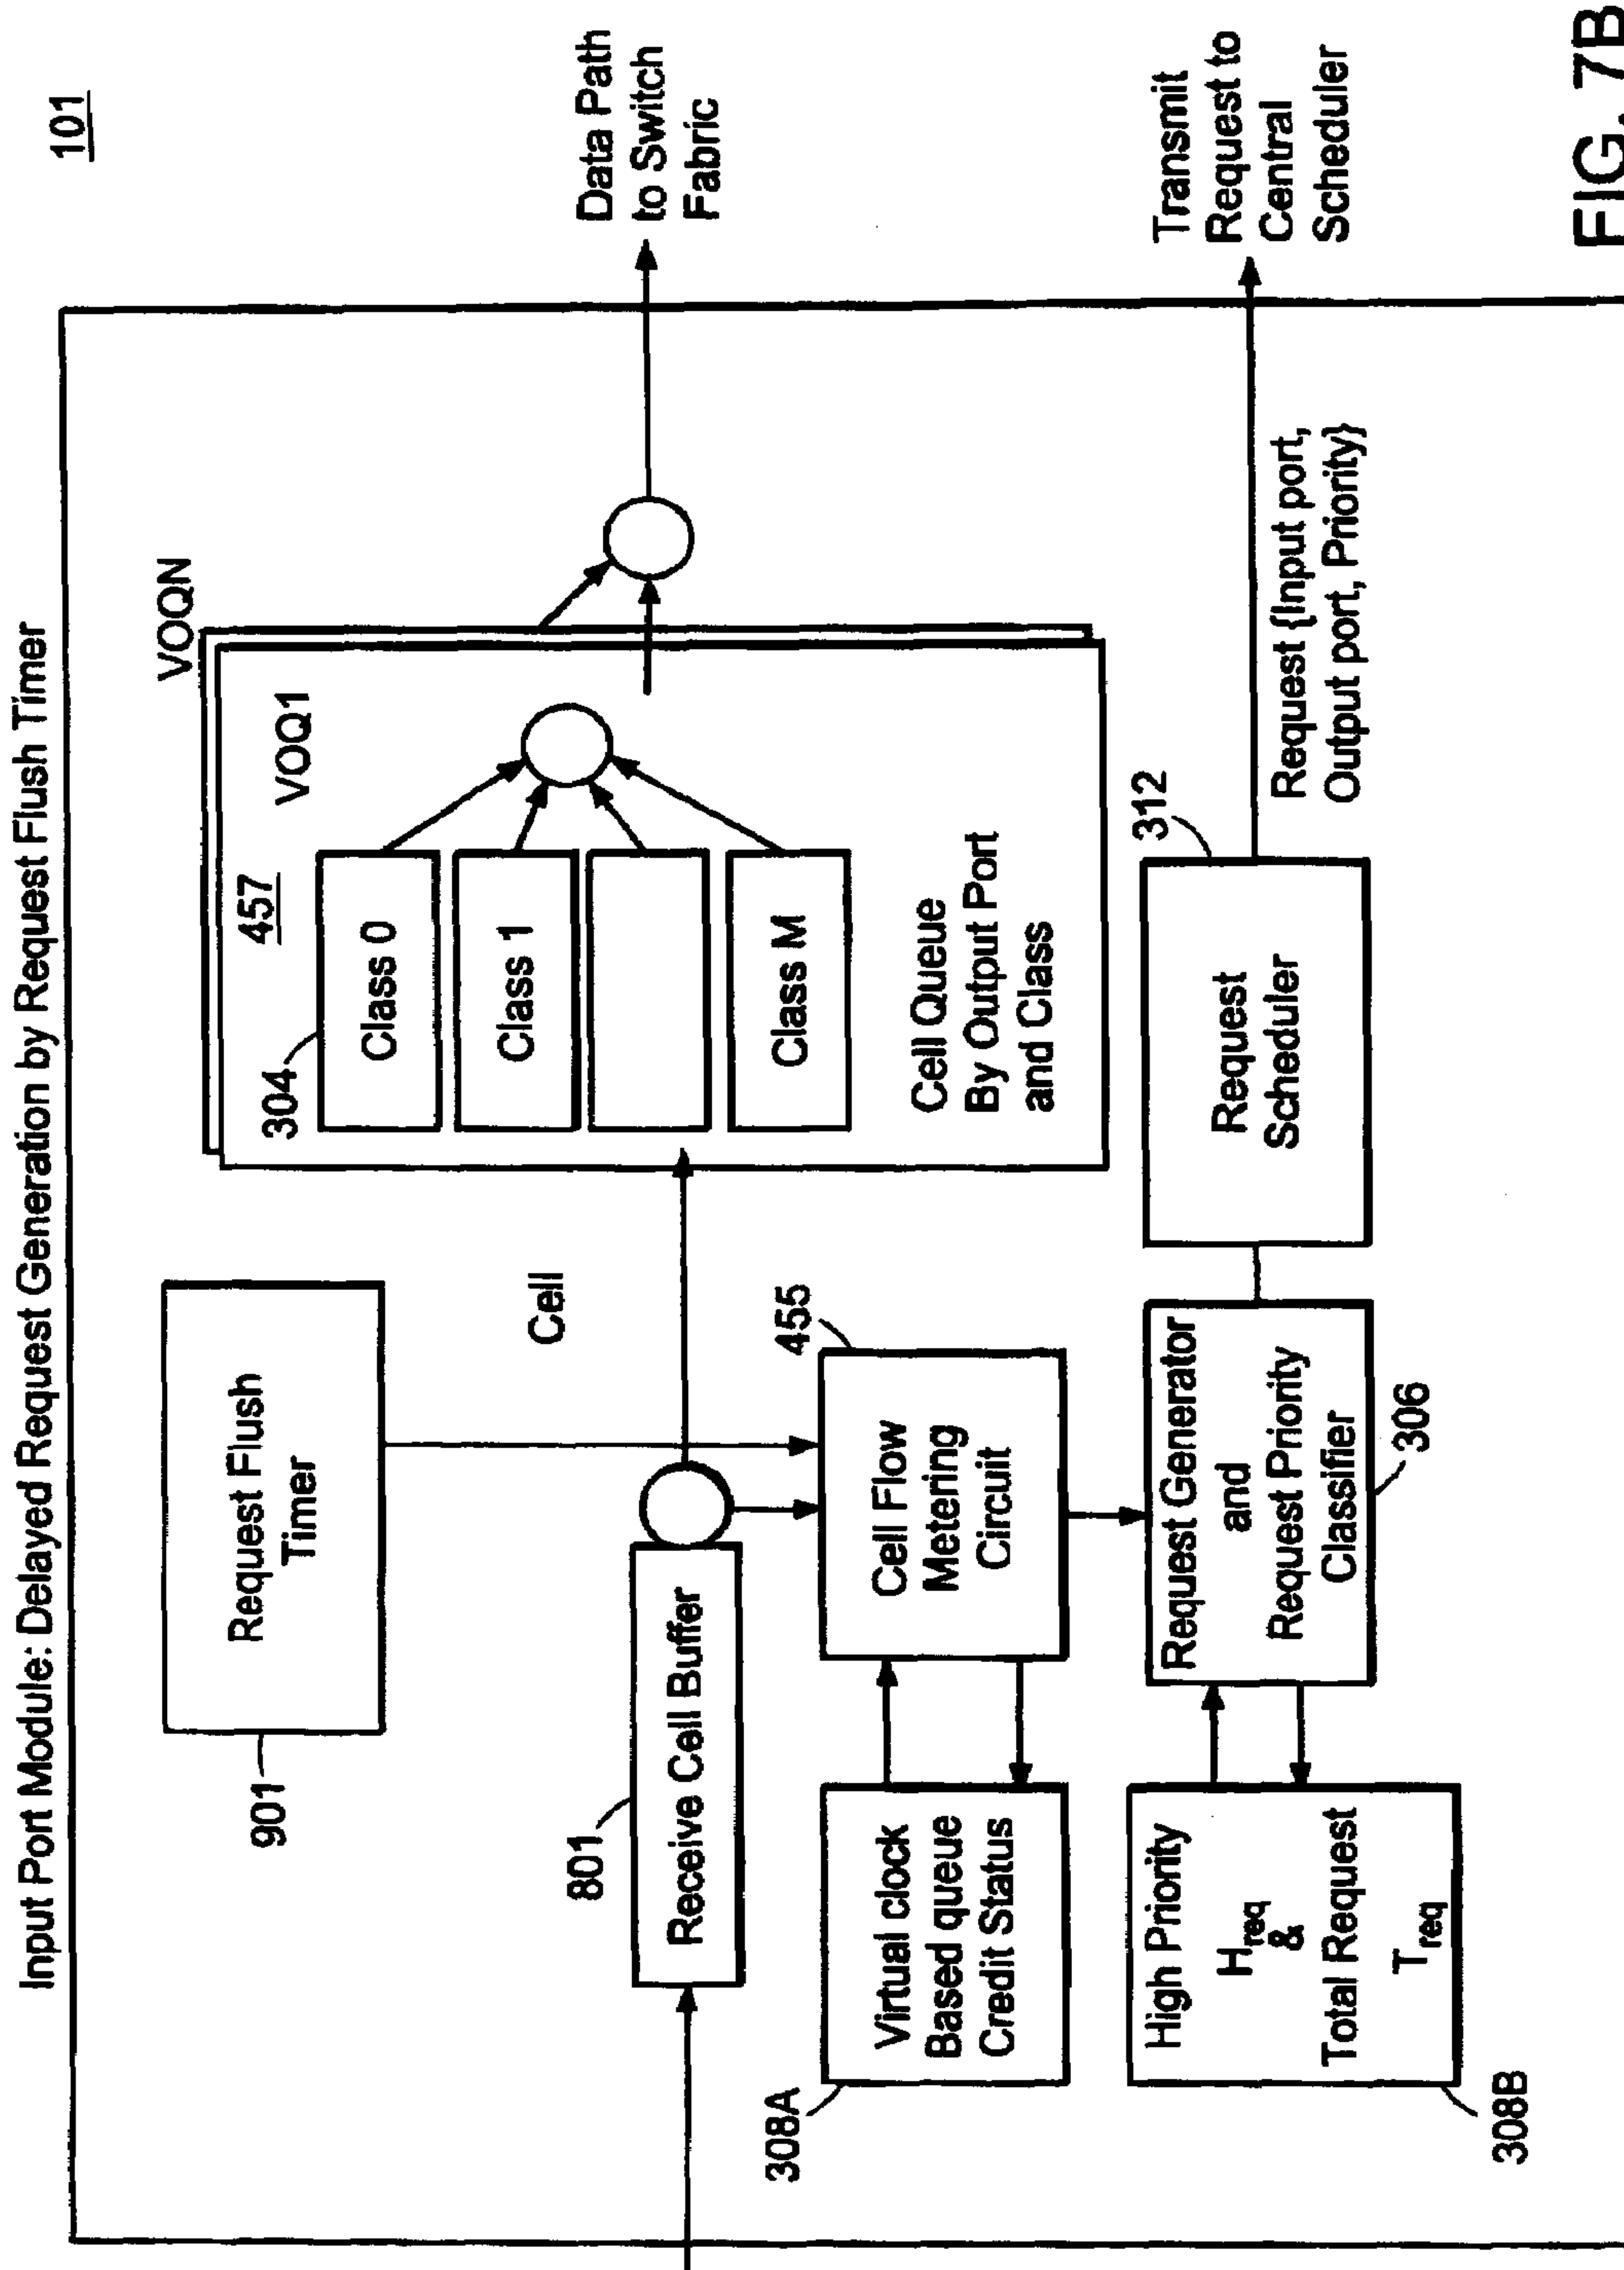 Input Port Module: Delayed Request Generation by Request Flush Timer
101
901
Request Flush
Timer
VOQN
VOQ1
457
304
Class 0
Class 1
Class M
Cell Queue
By Output Port
and Class
Data Path
to Switch
Fabric
Cell
801
Receive Cell Buffer
455
Cell Flow
Metering
Circuit
308A
Virtual clock
Based queue
Credit Status
308B
High Priority
Hreq
&
Total Request
Treq
Request Generator
and
Request Priority
Classifier
306
312
Request
Scheduler
Request {Input port,
Output port, Priority}
Transmit
Request to
Central
Scheduler
FIG. 7B